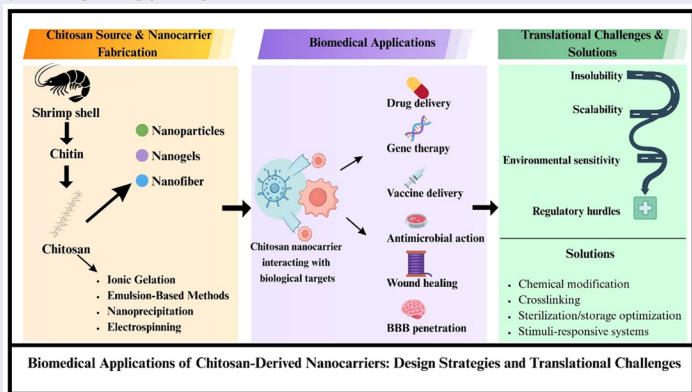 Chitosan Source & Nanocarrier
Fabrication
Shrimp shell
Chitin
Chitosan
Nanoparticles
Nanogels
Nanofiber
• Ionic Gelation
• Emulsion-Based Methods
• Nanoprecipitation
• Electrospinning
Biomedical Applications
Chitosan nanocarrier
interacting with
biological targets
Drug delivery
Gene therapy
Vaccine delivery
Antimicrobial action
Wound healing
BBB penetration
Translational Challenges &
Solutions
Insolubility
Scalability
Environmental sensitivity
Regulatory hurdles
Solutions
• Chemical modification
• Crosslinking
• Sterilization/storage optimization
• Stimuli-responsive systems
Biomedical Applications of Chitosan-Derived Nanocarriers: Design Strategies and Translational Challenges